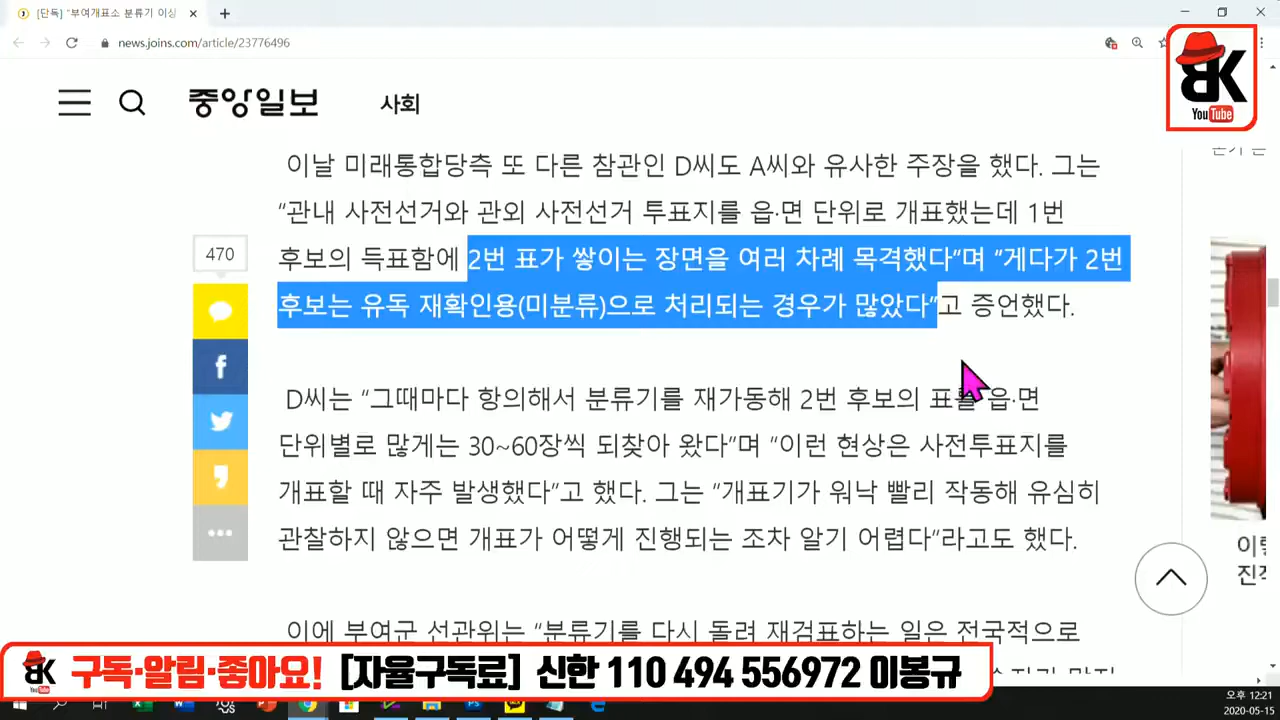 [단독] "부여개표소 분류기 이상
news.joins.com/article/23776496
BK
YouTube
중앙일보
사회
이날 미래통합당측 또 다른 참관인 D씨도 A씨와 유사한 주장을 했다. 그는
“관내 사전선거와 관외 사전선거 투표지를 읍·면 단위로 개표했는데 1번
후보의 득표함에 2번 표가 쌓이는 장면을 여러 차례 목격했다”며 “게다가 2번
470
후보는 유독 재확인용(미분류)으로 처리되는 경우가 많았다”고 증언했다.
D씨는 “그때마다 항의해서 분류기를 재가동해 2번 후보의 표를 읍·면
단위별로 많게는 30~60장씩 되찾아 왔다”며 “이런 현상은 사전투표지를
개표할 때 자주 발생했다”고 했다. 그는 “개표기가 워낙 빨리 작동해 유심히
관찰하지 않으면 개표가 어떻게 진행되는 조차 알기 어렵다”라고도 했다.
이에 부여군 선관위는 “분류기를 다시 돌려 재검표하는 일은 전국적으로
BK
YouTube
구독·알림·좋아요! [자율구독료] 신한 110 494 556972 이봉규
오후 12:21
2020-05-15